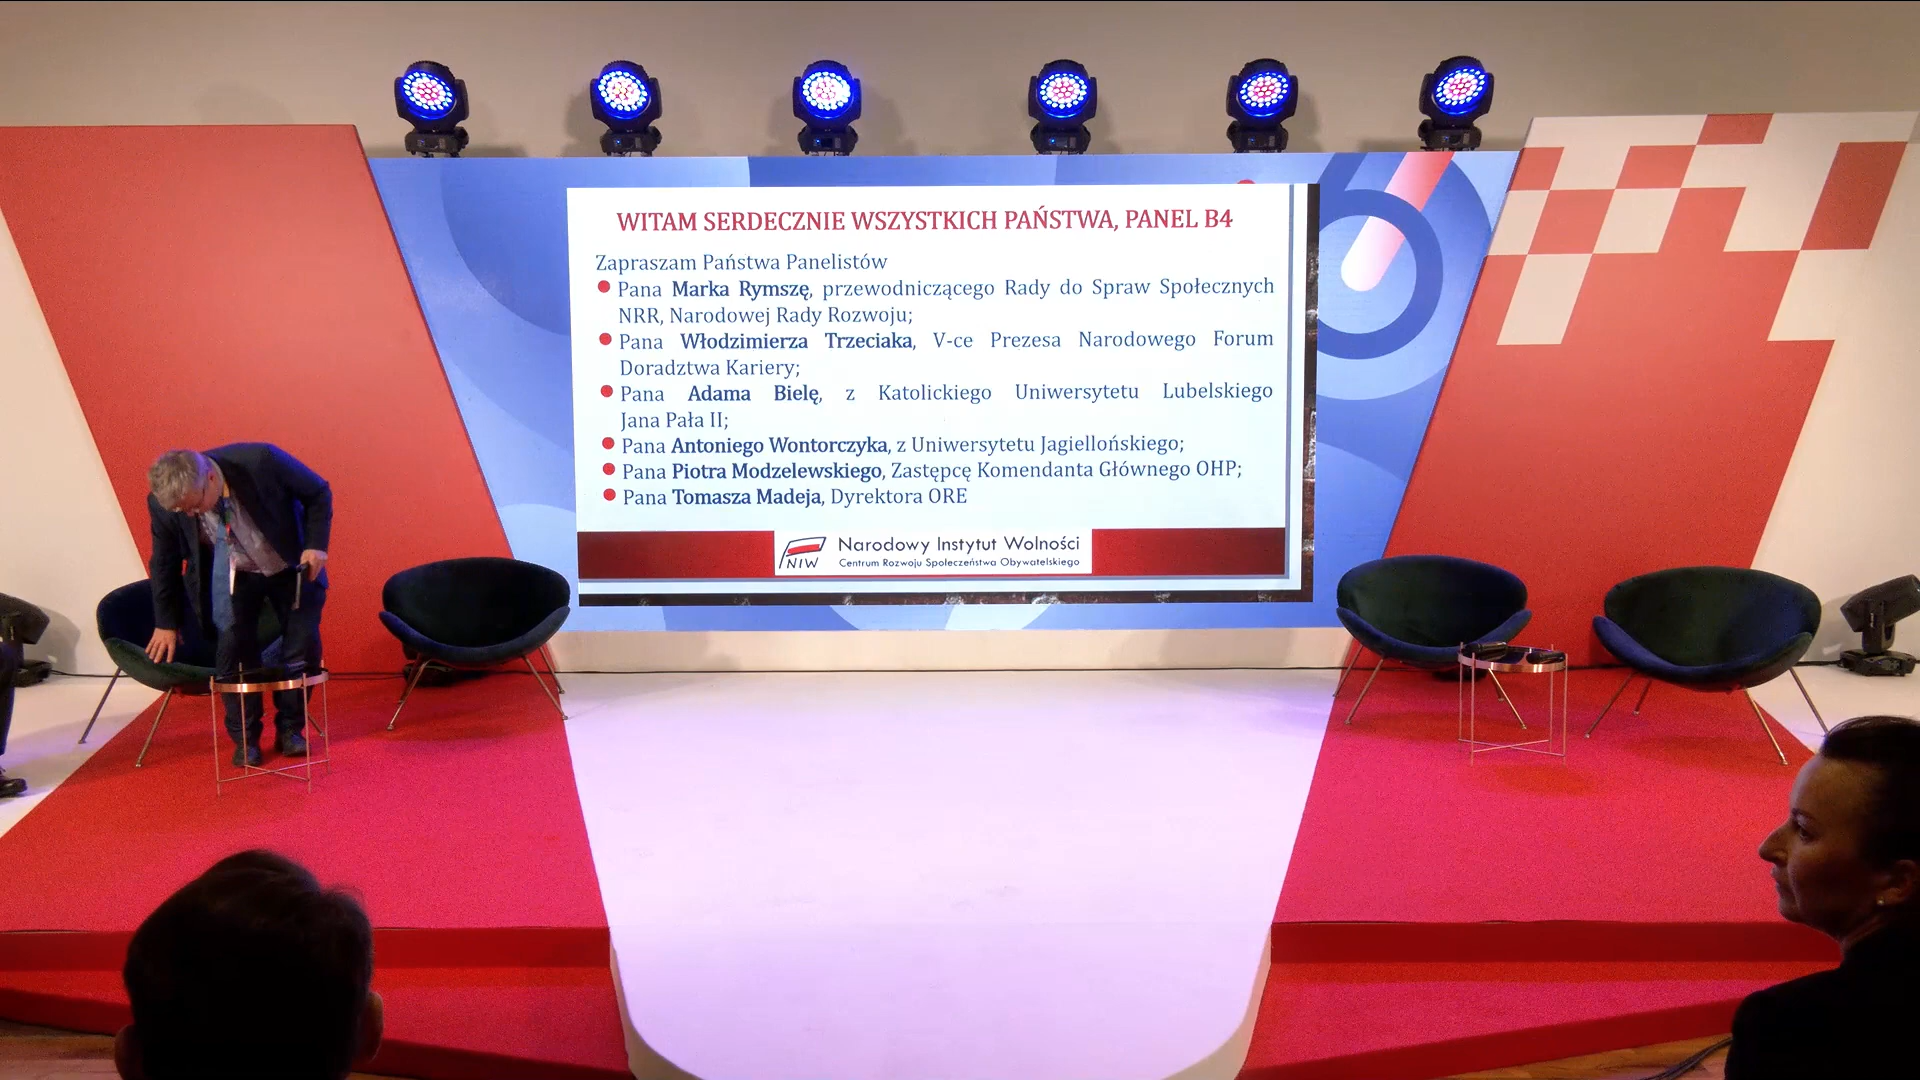 WITAM SERDECZNIE WSZYSTKICH PAŃSTWA, PANEL B4
Zapraszam Państwa Panelistów
Pana Marka Rymszę, przewodniczącego Rady do Spraw Społecznych
NRR, Narodowej Rady Rozwoju;
Pana Włodzimierza Trzeciaka, V-ce Prezesa Narodowego Forum
Doradztwa Kariery;
Pana Adama Bielę, z Katolickiego Uniwersytetu Lubelskiego
Jana Pała II;
Pana Antoniego Wontorczyka, z Uniwersytetu Jagiellońskiego;
Pana Piotra Modzelewskiego, Zastępcę Komendanta Głównego OHP;
Pana Tomasza Madeja, Dyrektora ORE
NIW
Narodowy Instytut Wolności
Centrum Rozwoju Społeczeństwa Obywatelskiego